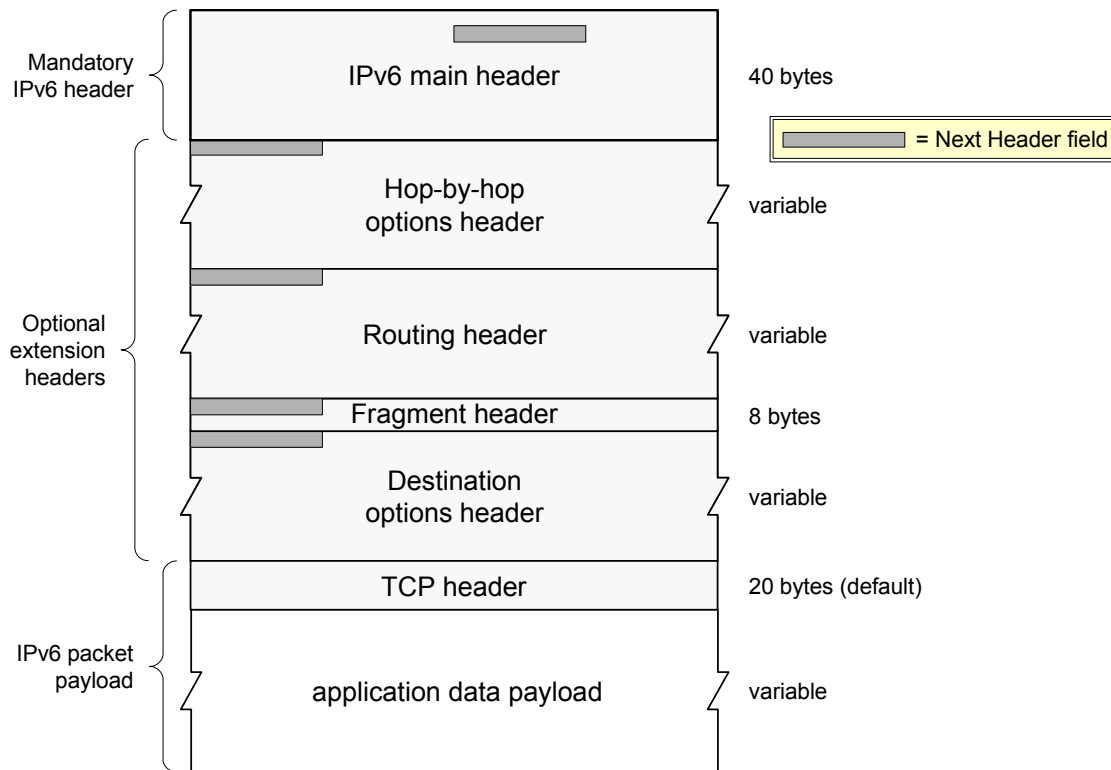 Mandatory
IPv6 header
IPv6 main header
40 bytes
= Next Header field
Hop-by-hop
options header
variable
Optional
extension
headers
Routing header
variable
Fragment header
8 bytes
Destination
options header
variable
TCP header
20 bytes (default)
IPv6 packet
payload
application data payload
variable